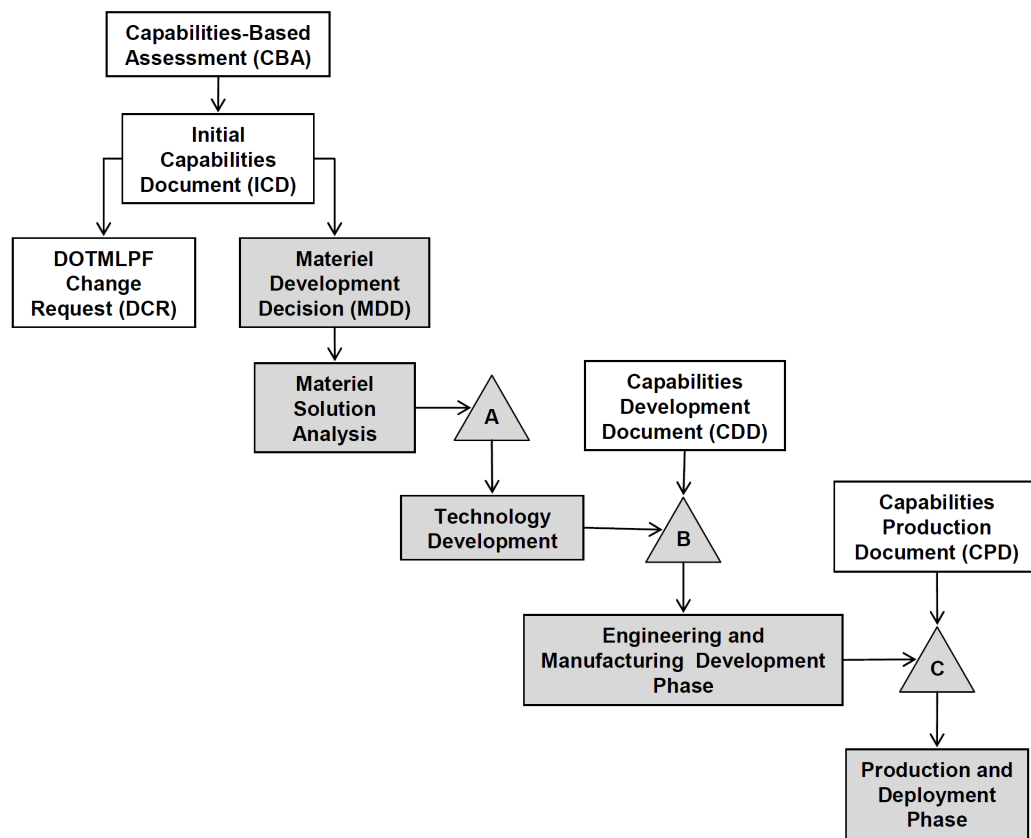 Capabilities-Based
Assessment (CBA)
Initial
Capabilities
Document (ICD)
DOTMLPF
Change
Request (DCR)
Materiel
Development
Decision (MDD)
Materiel
Solution
Analysis
A
Capabilities
Development
Document (CDD)
Technology
Development
B
Capabilities
Production
Document (CPD)
Engineering and
Manufacturing Development
Phase
C
Production and
Deployment
Phase